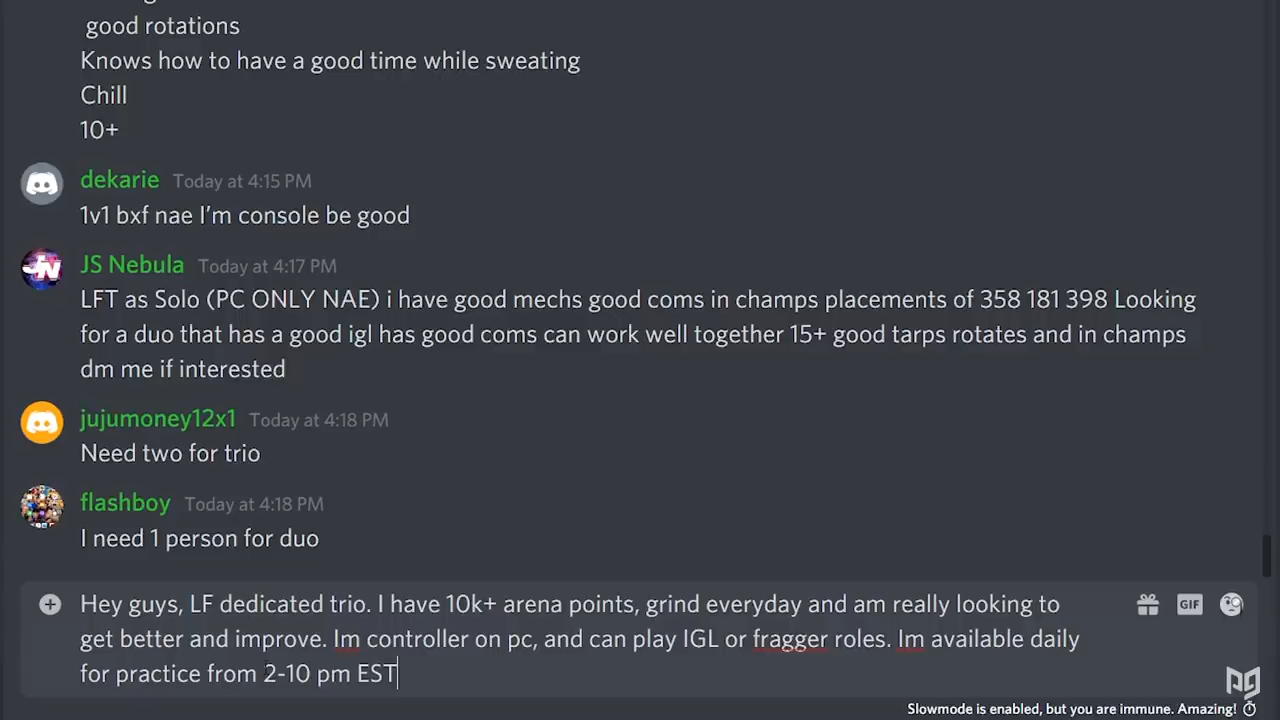 good rotations
Knows how to have a good time while sweating
Chill
10+
dekarie Today at 4:15 PM
1v1 bxf nae I’m console be good
JS Nebula Today at 4:17 PM
LFT as Solo (PC ONLY NAE) i have good mechs good coms in champs placements of 358 181 398 Looking
for a duo that has a good igl has good coms can work well together 15+ good tarps rotates and in champs
dm me if interested
jujumoney12x1 Today at 4:18 PM
Need two for trio
flashboy Today at 4:18 PM
I need 1 person for duo
Hey guys, LF dedicated trio. I have 10k+ arena points, grind everyday and am really looking to
get better and improve. Im controller on pc, and can play IGL or fragger roles. Im available daily
for practice from 2-10 pm EST
GIF
Slowmode is enabled, but you are immune. Amazing!